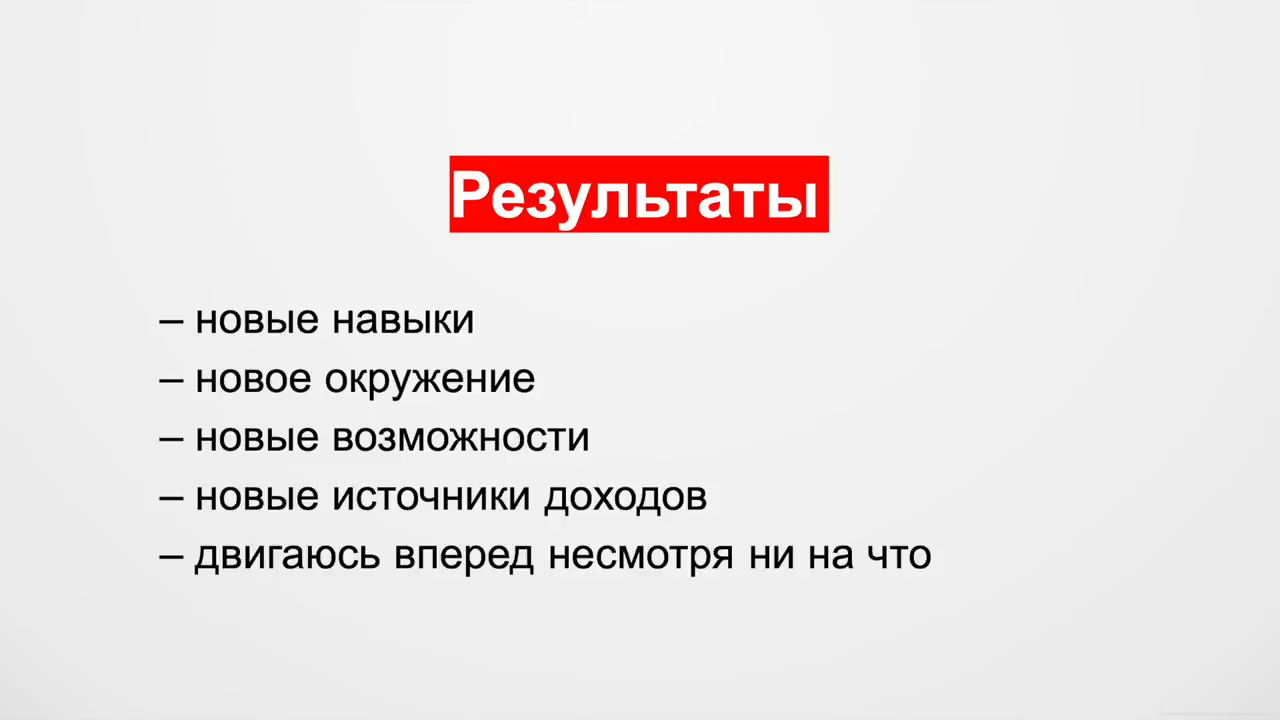 Результаты
– новые навыки
– новое окружение
– новые возможности
– новые источники доходов
– двигаюсь вперед несмотря ни на что